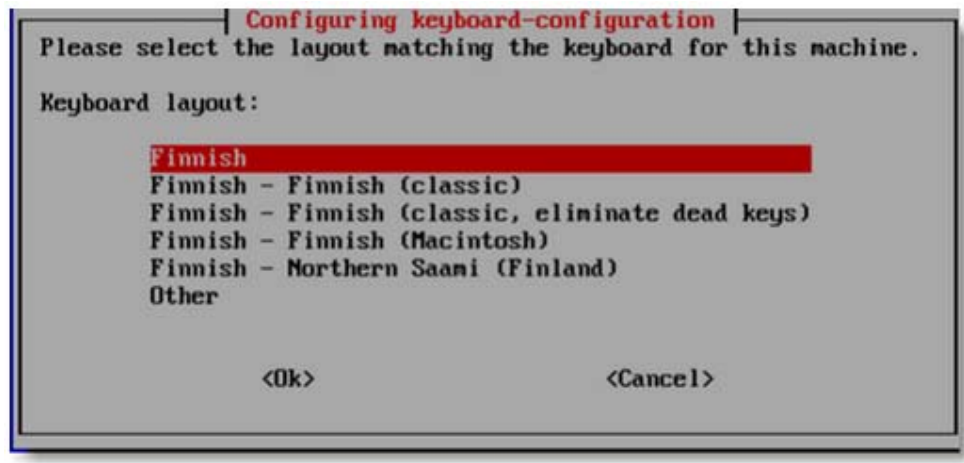 Configuring keyboard-configuration
Please select the layout matching the keyboard for this machine.
Keyboard layout:
Finnish
Finnish - Finnish (classic)
Finnish - Finnish (classic, eliminate dead keys)
Finnish - Finnish (Macintosh)
Finnish - Northern Saami (Finland)
Other
<Ok> <Cancel>